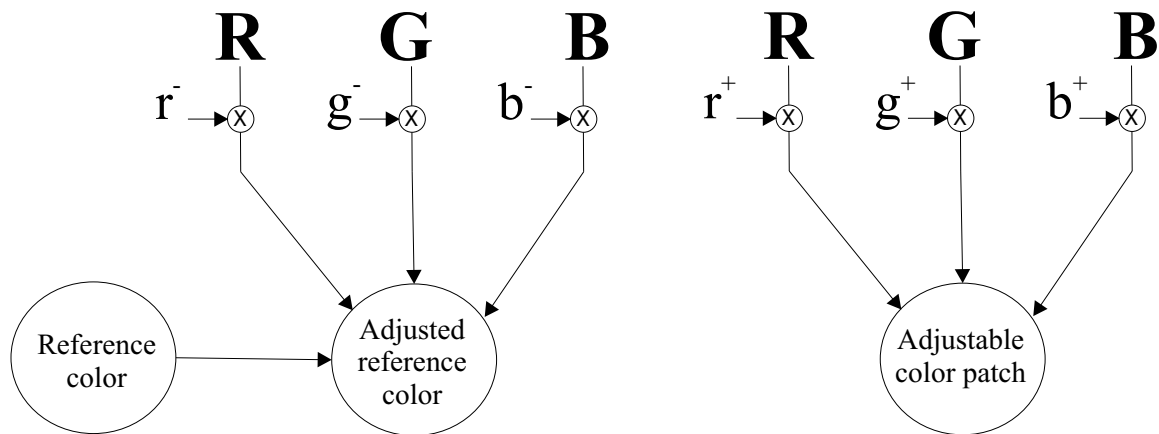 R G B R G B
r⁻ X g⁻ X b⁻ X r⁺ X g⁺ X b⁺ X
Reference
color
Adjusted
reference
color
Adjustable
color patch